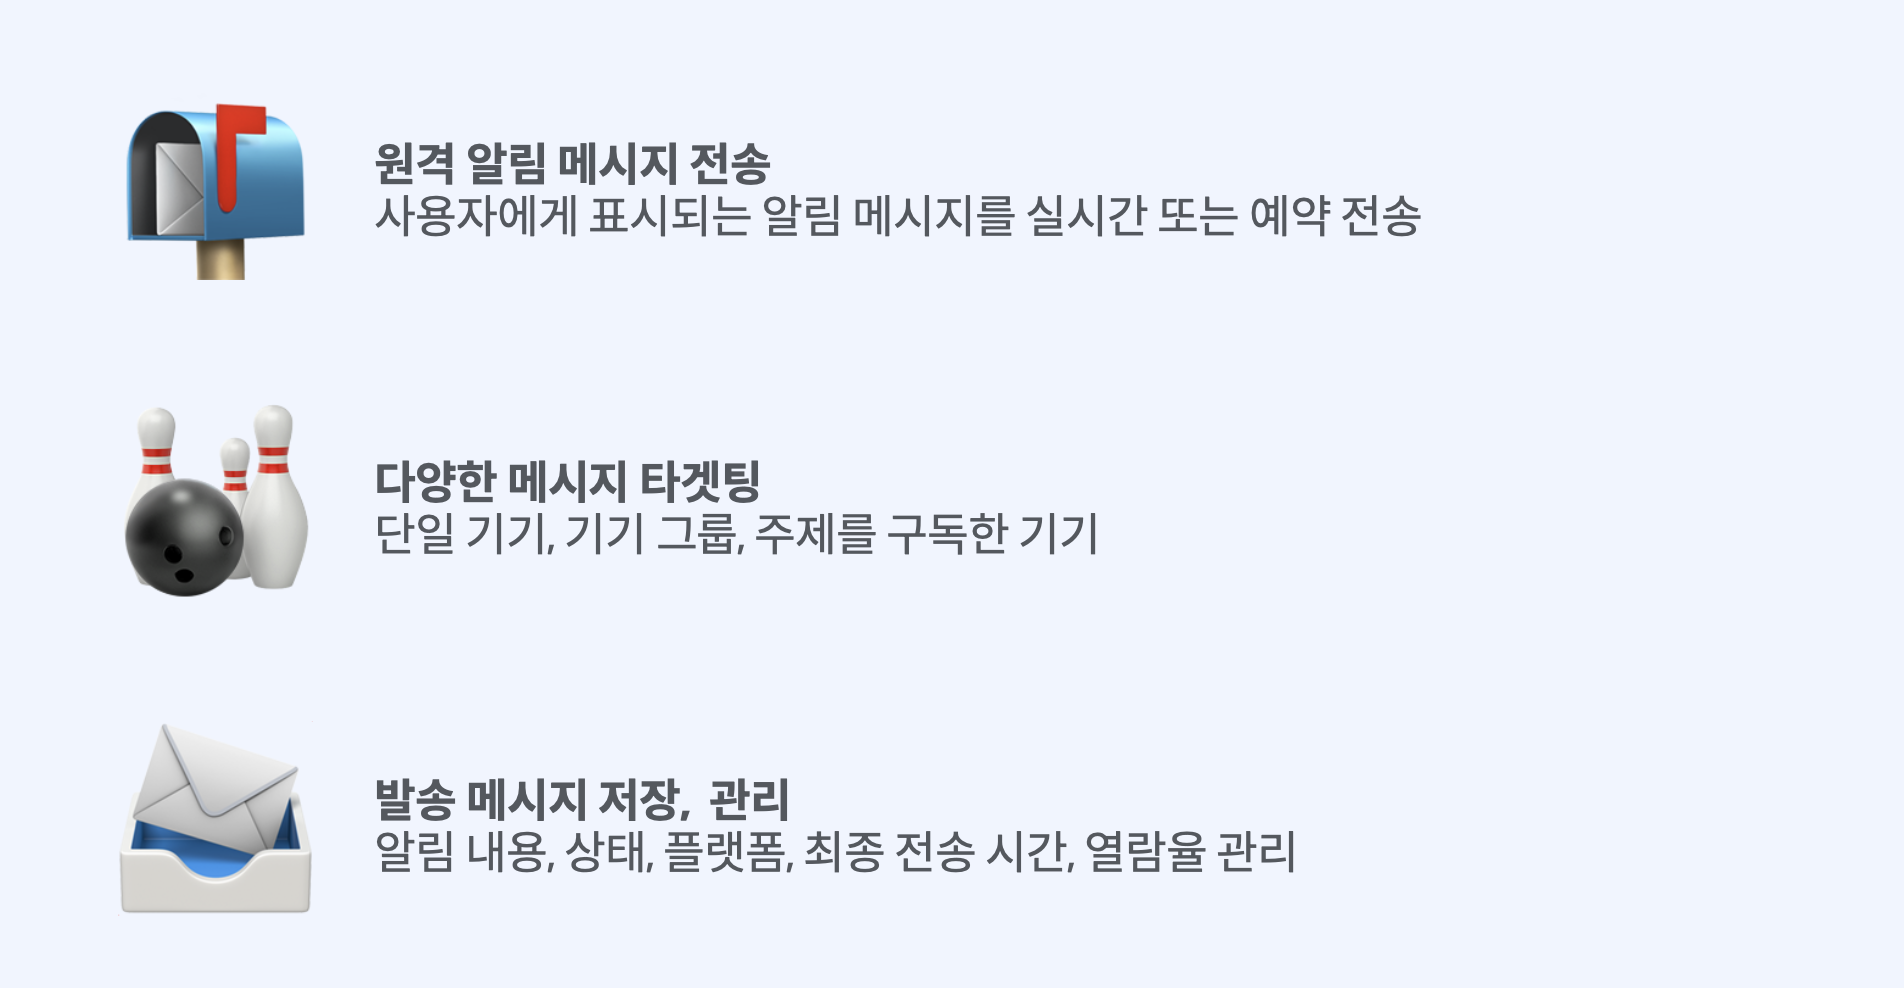 원격 알림 메시지 전송
사용자에게 표시되는 알림 메시지를 실시간 또는 예약 전송
다양한 메시지 타겟팅
단일 기기, 기기 그룹, 주제를 구독한 기기
발송 메시지 저장, 관리
알림 내용, 상태, 플랫폼, 최종 전송 시간, 열람율 관리